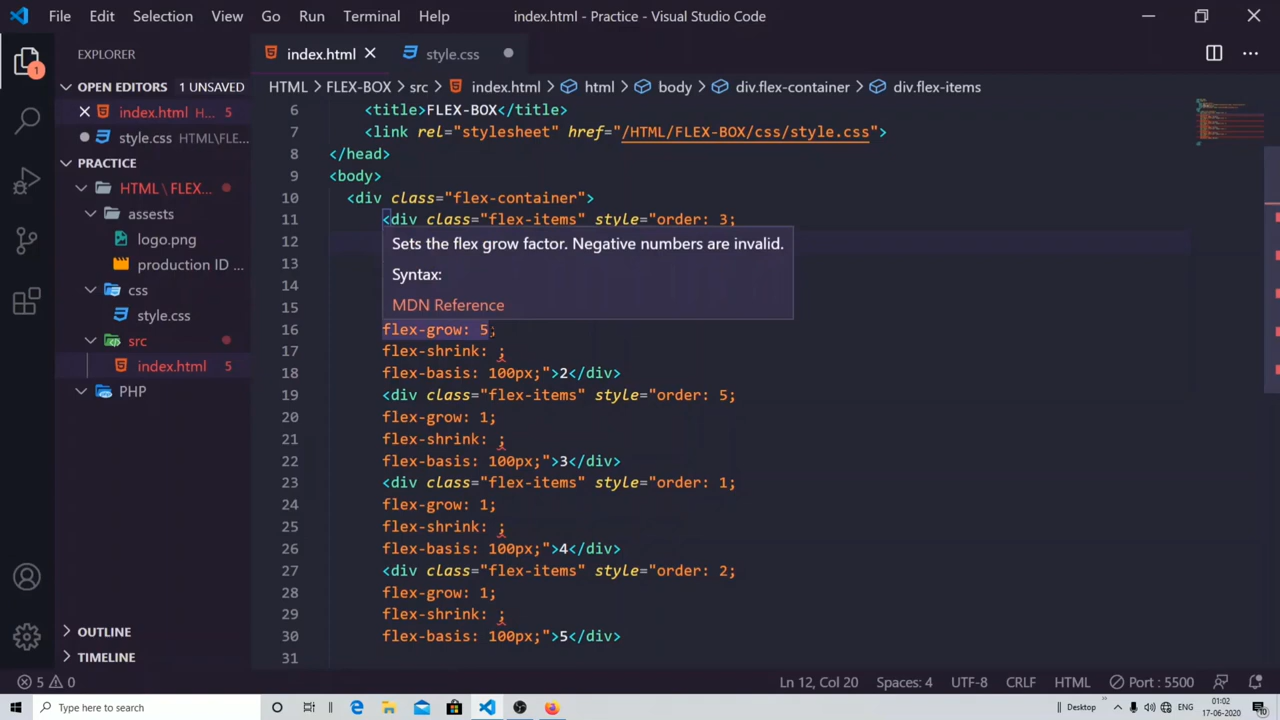 File Edit Selection View Go Run Terminal Help index.html - Practice - Visual Studio Code
EXPLORER index.html style.css
OPEN EDITORS 1 UNSAVED
HTML FLEX-BOX src index.html html body div.flex-container div.flex-items
1
index.html H... 5
style.css HTML\FLE...
PRACTICE
HTML \ FLEX...
assests
logo.png
production ID ...
css
style.css
src
index.html 5
PHP
OUTLINE
TIMELINE
6 <title>FLEX-BOX</title>
7 <link rel="stylesheet" href="/HTML/FLEX-BOX/css/style.css">
8 </head>
9 <body>
10 <div class="flex-container">
11 <div class="flex-items" style="order: 3;
12
13
14
15
Sets the flex grow factor. Negative numbers are invalid.
Syntax:
MDN Reference
16 flex-grow: 5;
17 flex-shrink: ;
18 flex-basis: 100px;">2</div>
19 <div class="flex-items" style="order: 5;
20 flex-grow: 1;
21 flex-shrink: ;
22 flex-basis: 100px;">3</div>
23 <div class="flex-items" style="order: 1;
24 flex-grow: 1;
25 flex-shrink: ;
26 flex-basis: 100px;">4</div>
27 <div class="flex-items" style="order: 2;
28 flex-grow: 1;
29 flex-shrink: ;
30 flex-basis: 100px;">5</div>
31
5 0 Ln 12, Col 20 Spaces: 4 UTF-8 CRLF HTML Port : 5500
Type here to search Desktop ENG 01:02
17-06-2020 10